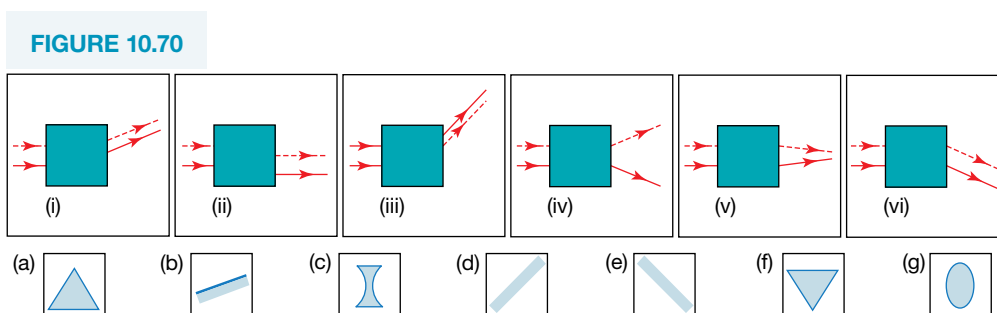 FIGURE 10.70
(i) (ii) (iii) (iv) (v) (vi)
(a) (b) (c) (d) (e) (f) (g)